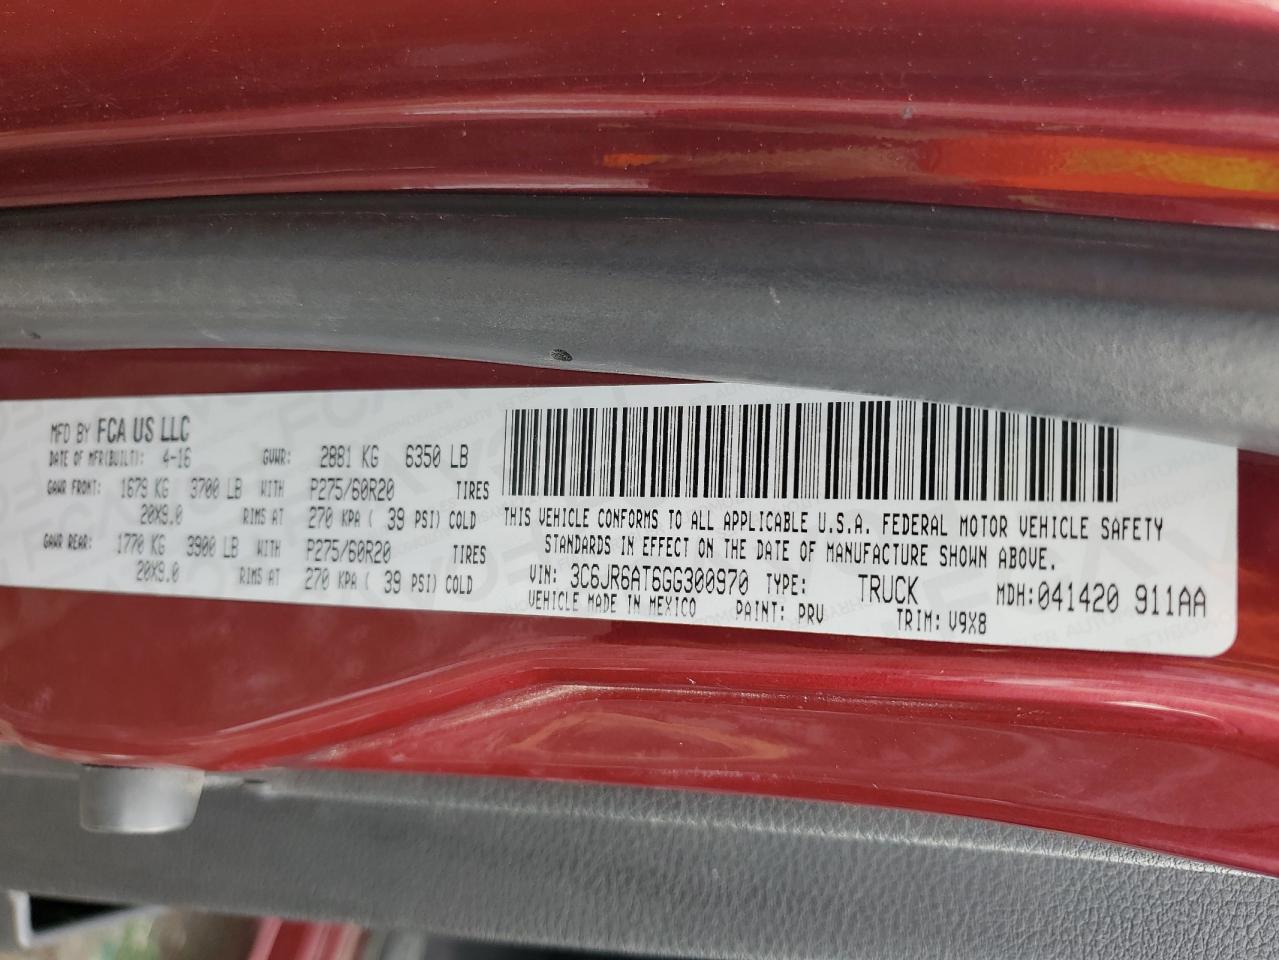 MFD BY FCA US LLC
DATE OF MFR(BUILT): 4-16 GVWR: 2881 KG 6350 LB
GAWR FRONT: 1679 KG 3700 LB WITH P275/60R20 TIRES
20X9.0 RIMS AT 270 KPA ( 39 PSI) COLD
GAWR REAR: 1770 KG 3900 LB WITH P275/60R20 TIRES
20X9.0 RIMS AT 270 KPA ( 39 PSI) COLD
THIS VEHICLE CONFORMS TO ALL APPLICABLE U.S.A. FEDERAL MOTOR VEHICLE SAFETY
STANDARDS IN EFFECT ON THE DATE OF MANUFACTURE SHOWN ABOVE.
VIN: 3C6JR6AT6GG300970 TYPE: TRUCK MDH:041420 911AA
VEHICLE MADE IN MEXICO PAINT: PRV TRIM: V9X8